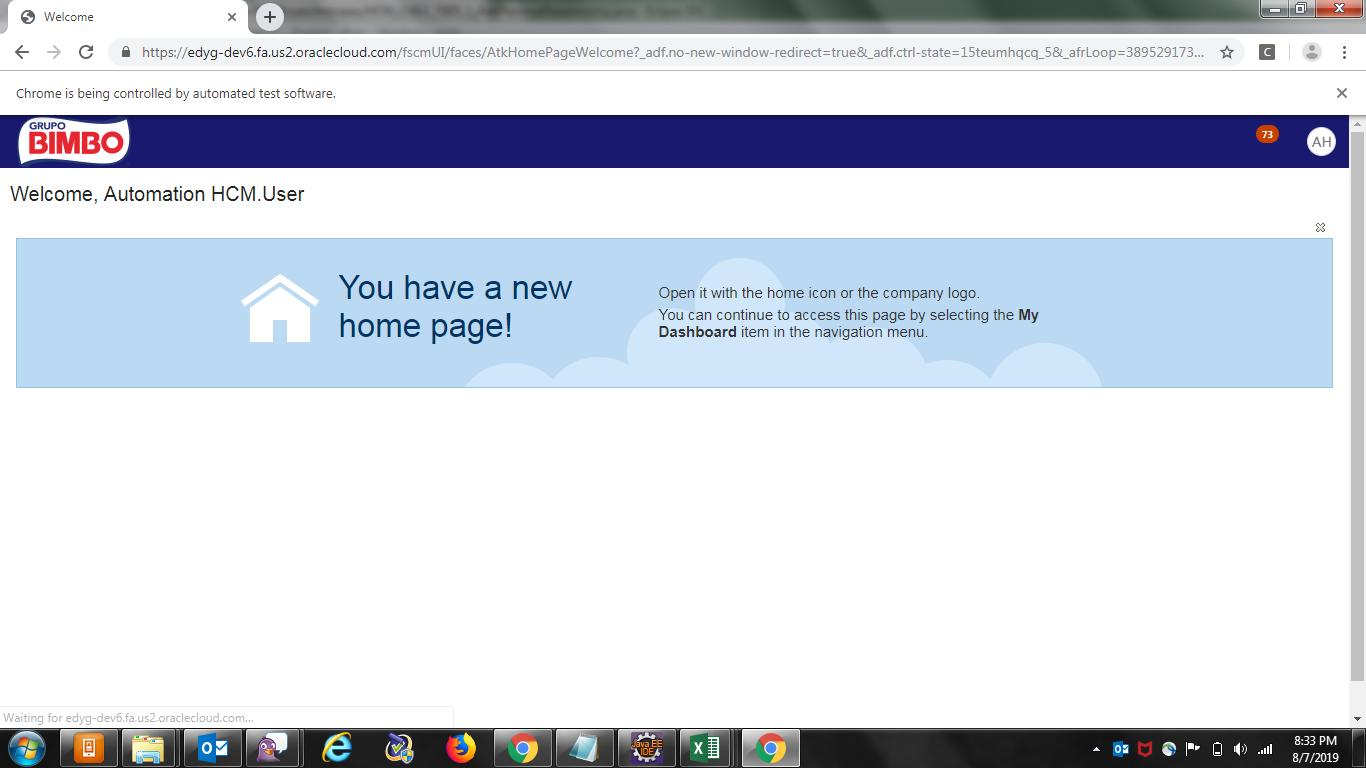 Welcome
https://edyg-dev6.fa.us2.oraclecloud.com/fscmUI/faces/AtkHomePageWelcome?_adf.no-new-window-redirect=true&_adf.ctrl-state=15teumhqcq_5&_afrLoop=389529173...
C
Chrome is being controlled by automated test software.
GRUPO
BIMBO
73
AH
Welcome, Automation HCM.User
You have a new
home page!
Open it with the home icon or the company logo.
You can continue to access this page by selecting the My
Dashboard item in the navigation menu.
Waiting for edyg-dev6.fa.us2.oraclecloud.com...
Java EE
IDE
8:33 PM
8/7/2019